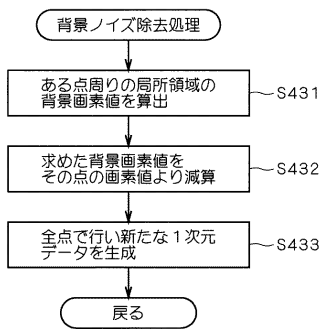 背景ノイズ除去処理
ある点周りの局所領域の
背景画素値を算出
S431
求めた背景画素値を
その点の画素値より減算
S432
全点で行い新たな1次元
データを生成
S433
戻る